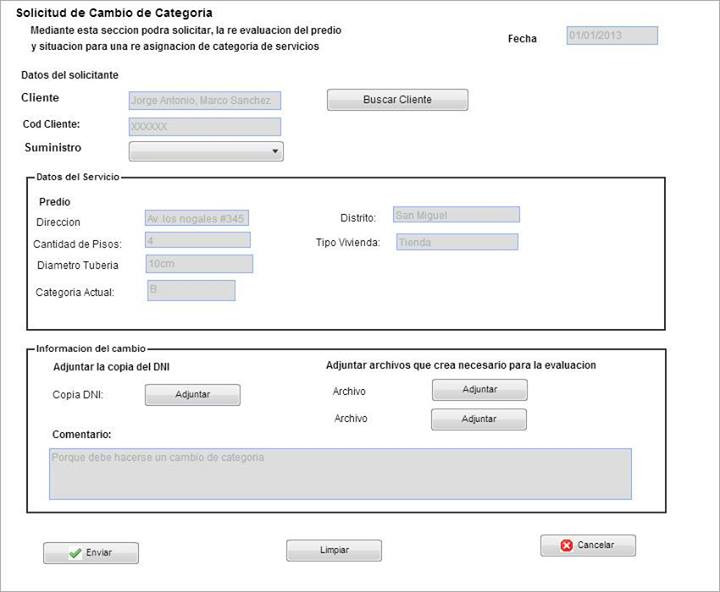 Solicitud de Cambio de Categoria
Mediante esta seccion podra solicitar, la re evaluacion del predio
y situacion para una re asignacion de categoria de servicios
Fecha 01/01/2013
Datos del solicitante
Cliente Jorge Antonio, Marco Sanchez Buscar Cliente
Cod Cliente: XXXXXX
Suministro
Datos del Servicio
Predio
Direccion Av. los nogales #345 Distrito: San Miguel
Cantidad de Pisos: 4 Tipo Vivienda: Tienda
Diametro Tuberia 10cm
Categoria Actual: B
Informacion del cambio
Adjuntar la copia del DNI Adjuntar archivos que crea necesario para la evaluacion
Copia DNI: Adjuntar Archivo Adjuntar
Archivo Adjuntar
Comentario:
Porque debe hacerse un cambio de categoria
Enviar Limpiar Cancelar